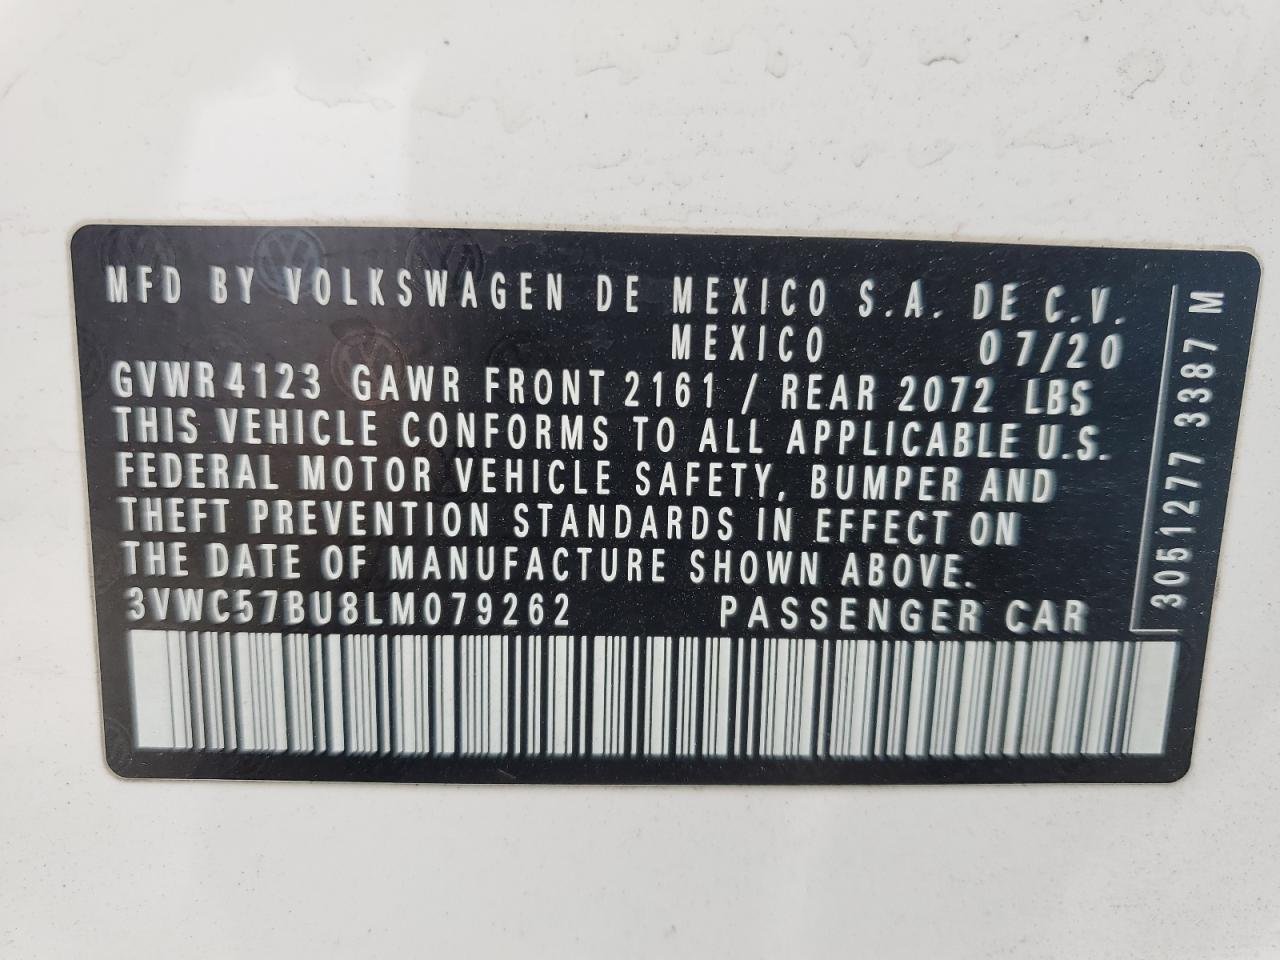 MFD BY VOLKSWAGEN DE MEXICO S.A. DE C.V.
MEXICO 07/20
GVWR 4123 GAWR FRONT 2161 / REAR 2072 LBS
THIS VEHICLE CONFORMS TO ALL APPLICABLE U.S.
FEDERAL MOTOR VEHICLE SAFETY, BUMPER AND
THEFT PREVENTION STANDARDS IN EFFECT ON
THE DATE OF MANUFACTURE SHOWN ABOVE.
3VWC57BU8LM079262 PASSENGER CAR
3051277 3387 M